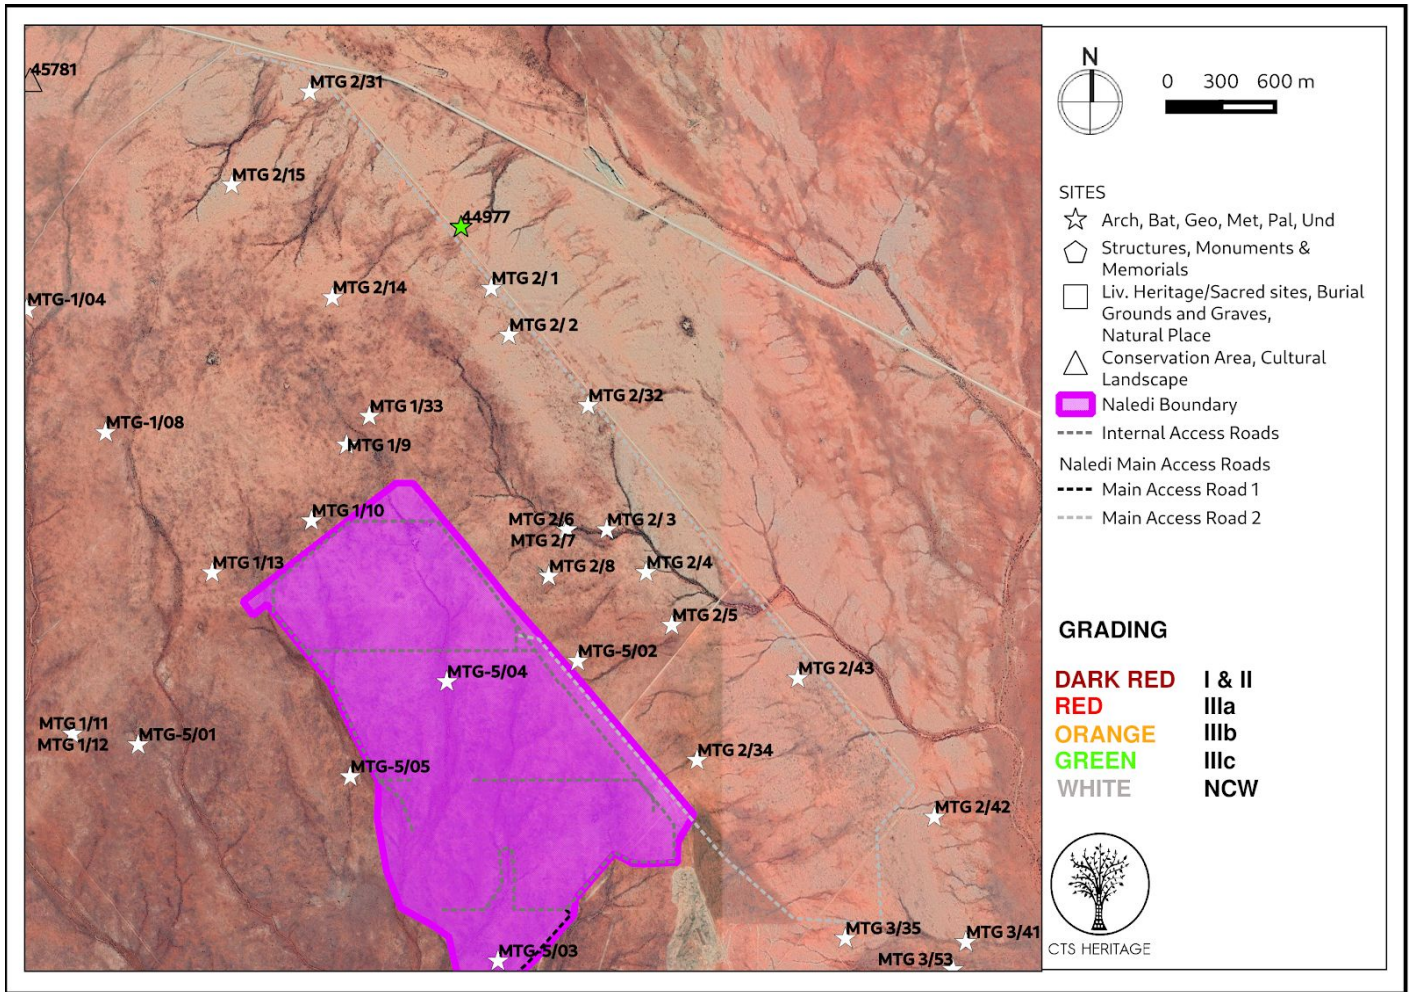 45781
MTG 2/31
MTG 2/15
44977
MTG 2/ 1
MTG 2/14
MTG-1/04
MTG 2/ 2
MTG 2/32
MTG 1/33
MTG-1/08
MTG 1/9
MTG 1/10
MTG 2/6
MTG 2/ 3
MTG 2/7
MTG 1/13
MTG 2/8
MTG 2/4
MTG 2/5
MTG-5/02
MTG-5/04
MTG 2/43
MTG 1/11
MTG 1/12
MTG-5/01
MTG 2/34
MTG-5/05
MTG 2/42
MTG 3/35
MTG 3/41
MTG-5/03
MTG 3/53
N
0 300 600 m
SITES
Arch, Bat, Geo, Met, Pal, Und
Structures, Monuments &
Memorials
Liv. Heritage/Sacred sites, Burial
Grounds and Graves,
Natural Place
Conservation Area, Cultural
Landscape
Naledi Boundary
Internal Access Roads
Naledi Main Access Roads
Main Access Road 1
Main Access Road 2
GRADING
DARK RED I & II
RED IIIa
ORANGE IIIb
GREEN IIIc
WHITE NCW
CTS HERITAGE